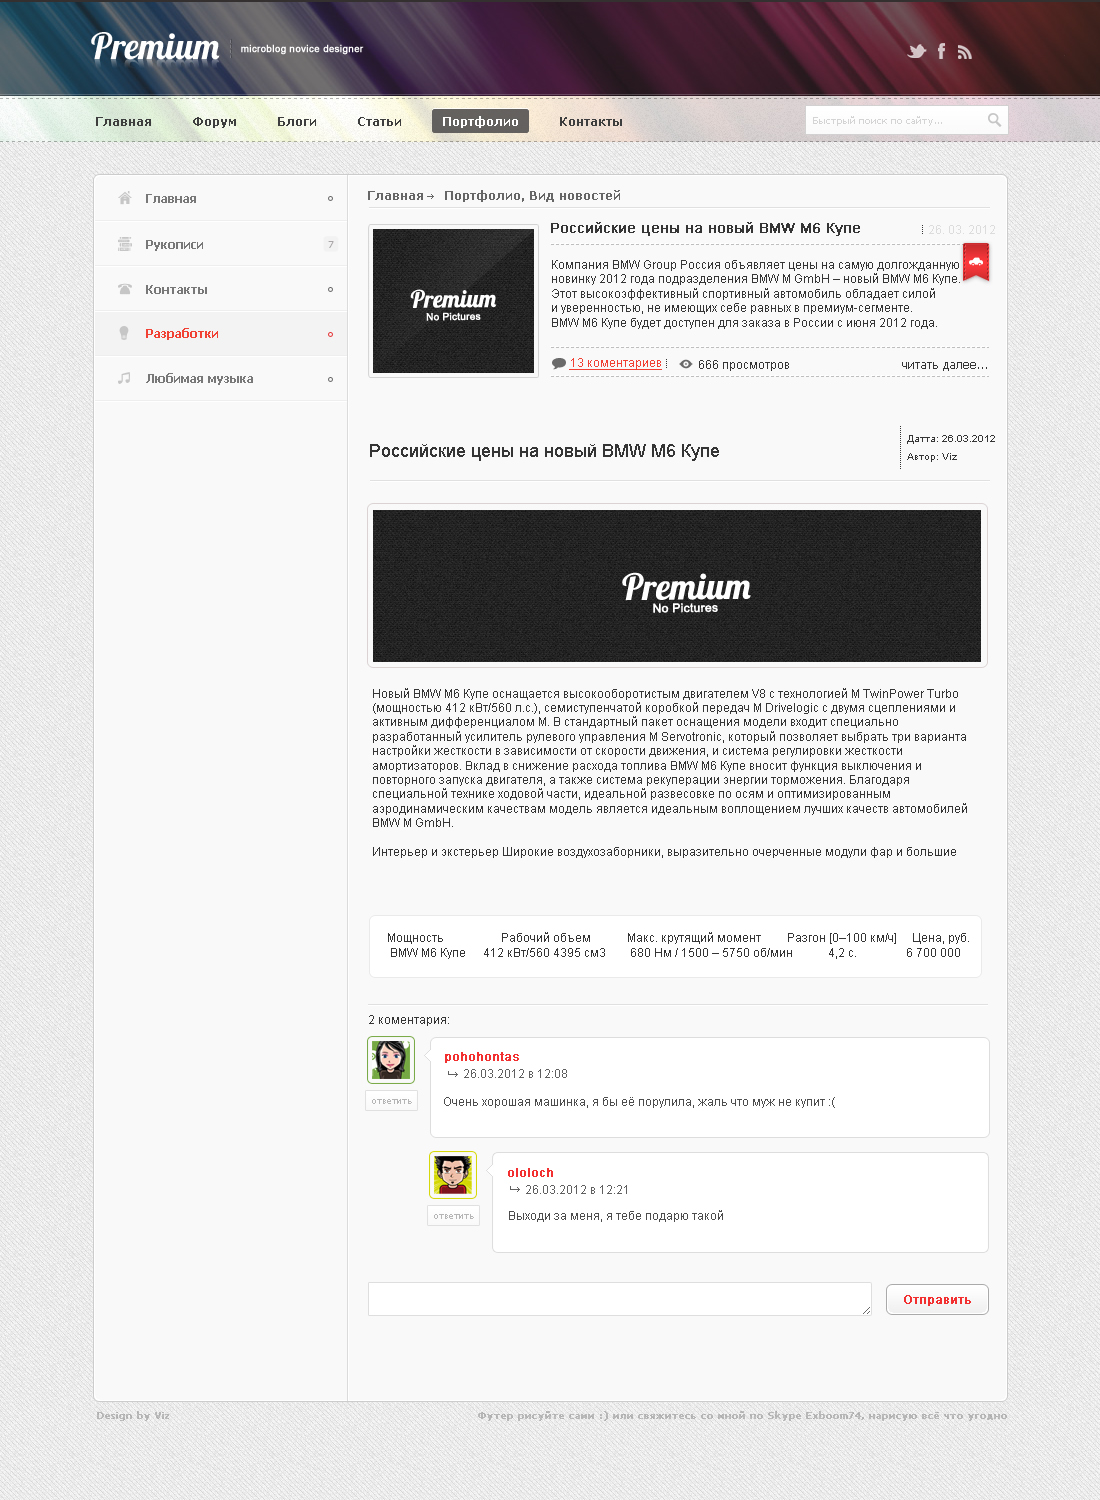 Premium
microblog novice designer
Главная Форум Блоги Статьи Портфолио Контакты
Быстрый поиск по сайту...
Главная
Рукописи 7
Контакты
Разработки
Любимая музыка
Главная→ Портфолио, Вид новостей
Premium
No Pictures
Российские цены на новый BMW M6 Купе
26. 03. 2012
Компания BMW Group Россия объявляет цены на самую долгожданную
новинку 2012 года подразделения BMW M GmbH – новый BMW M6 Купе.
Этот высокоэффективный спортивный автомобиль обладает силой
и уверенностью, не имеющих себе равных в премиум-сегменте.
BMW M6 Купе будет доступен для заказа в России с июня 2012 года.
13 коментариев 666 просмотров читать далее...
Российские цены на новый BMW M6 Купе
Датта: 26.03.2012
Автор: Viz
Premium
No Pictures
Новый BMW M6 Купе оснащается высокооборотистым двигателем V8 с технологией M TwinPower Turbo
(мощностью 412 кВт/560 л.с.), семиступенчатой коробкой передач M Drivelogic с двумя сцеплениями и
активным дифференциалом M. В стандартный пакет оснащения модели входит специально
разработанный усилитель рулевого управления M Servotronic, который позволяет выбрать три варианта
настройки жесткости в зависимости от скорости движения, и система регулировки жесткости
амортизаторов. Вклад в снижение расхода топлива BMW M6 Купе вносит функция выключения и
повторного запуска двигателя, а также система рекуперации энергии торможения. Благодаря
специальной технике ходовой части, идеальной развесовке по осям и оптимизированным
аэродинамическим качествам модель является идеальным воплощением лучших качеств автомобилей
BMW M GmbH.
Интерьер и экстерьер Широкие воздухозаборники, выразительно очерченные модули фар и большие
Мощность Рабочий объем Макс. крутящий момент Разгон [0–100 км/ч] Цена, руб.
BMW M6 Купе 412 кВт/560 4395 см3 680 Нм / 1500 – 5750 об/мин 4,2 с. 6 700 000
2 коментария:
pohohontas
26.03.2012 в 12:08
ответить
Очень хорошая машинка, я бы её порулила, жаль что муж не купит :(
ololoch
26.03.2012 в 12:21
ответить
Выходи за меня, я тебе подарю такой
Отправить
Design by Viz
Футер рисуйте сами :) или свяжитесь со мной по Skype Exboom74, нарисую всё что угодно